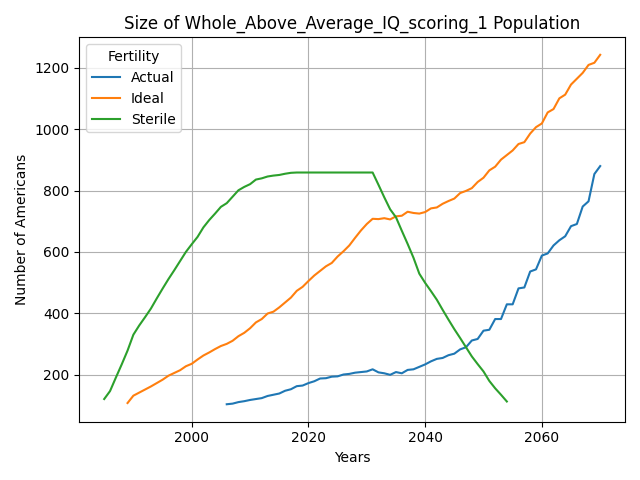 Size of Whole_Above_Average_IQ_scoring_1 Population
Fertility
Actual
Ideal
Sterile
Number of Americans
1200
1000
800
600
400
200
2000
2020
2040
2060
Years